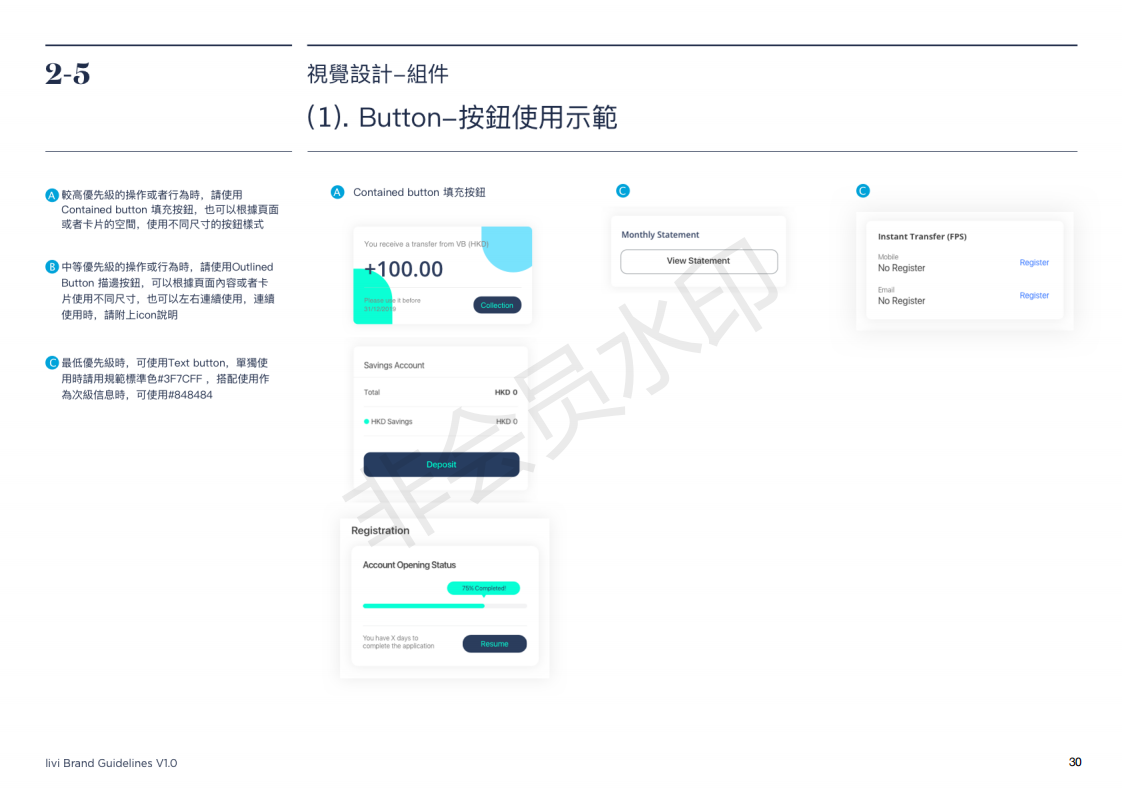 2-5
視覺設計–組件
(1). Button–按鈕使用示範
A 較高優先級的操作或者行為時，請使用
Contained button 填充按鈕，也可以根據頁面
或者卡片的空間，使用不同尺寸的按鈕樣式
B 中等優先級的操作或行為時，請使用Outlined
Button 描邊按鈕，可以根據頁面內容或者卡
片使用不同尺寸，也可以左右連續使用，連續
使用時，請附上icon說明
C 最低優先級時，可使用Text button，單獨使
用時請用規範標準色#3F7CFF ，搭配使用作
為次級信息時，可使用#848484
A Contained button 填充按鈕
You receive a transfer from VB (HKD)
+100.00
Please use it before
31/12/2019
Collection
Savings Account
Total HKD 0
HKD Savings HKD 0
Deposit
Registration
Account Opening Status
75% Completed!
You have X days to
complete the application
Resume
C
Monthly Statement
View Statement
C
Instant Transfer (FPS)
Mobile
No Register Register
Email
No Register Register
非会员水印
livi Brand Guidelines V1.0
30